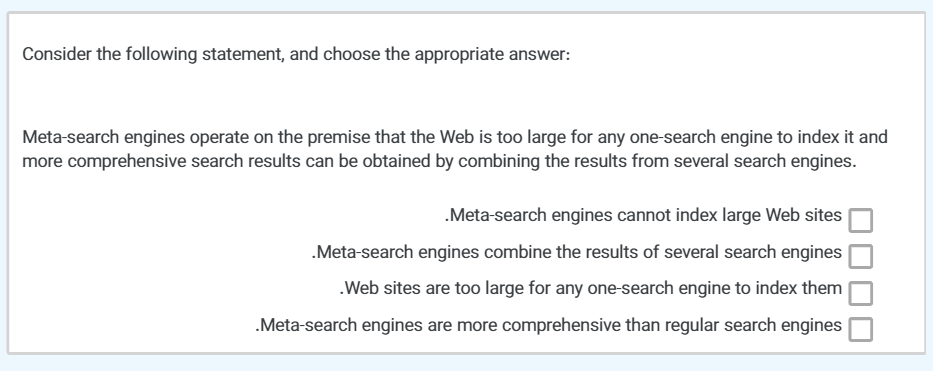 Consider the following statement, and choose the appropriate answer:
Meta-search engines operate on the premise that the Web is too large for any one-search engine to index it and
more comprehensive search results can be obtained by combining the results from several search engines.
.Meta-search engines cannot index large Web sites
.Meta-search engines combine the results of several search engines
.Web sites are too large for any one-search engine to index them
.Meta-search engines are more comprehensive than regular search engines